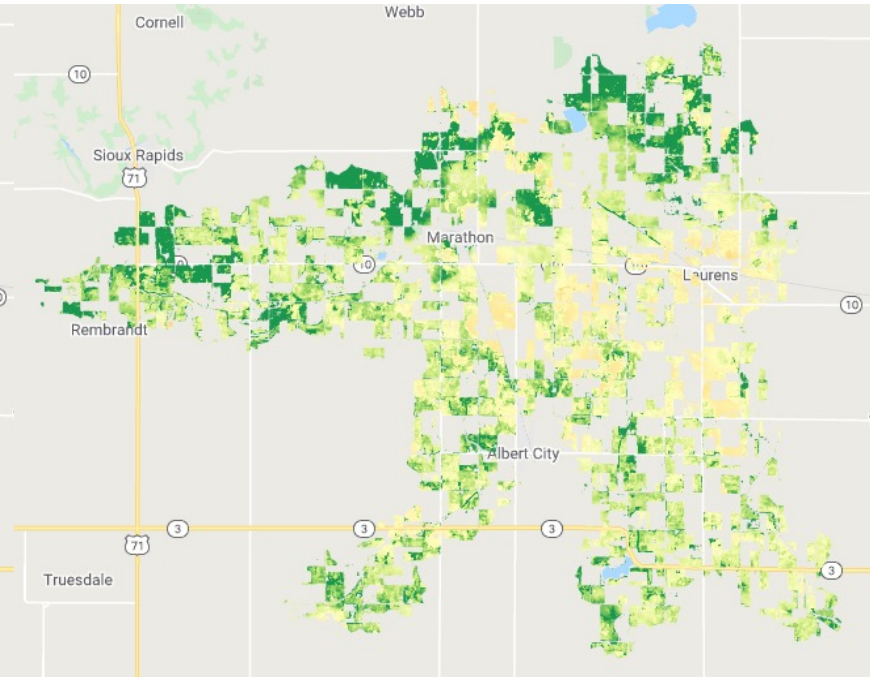 Webb
Cornell
10
Sioux Rapids
71
Marathon
10
Laurens
10
Rembrandt
Albert City
3
3
3
71
3
Truesdale